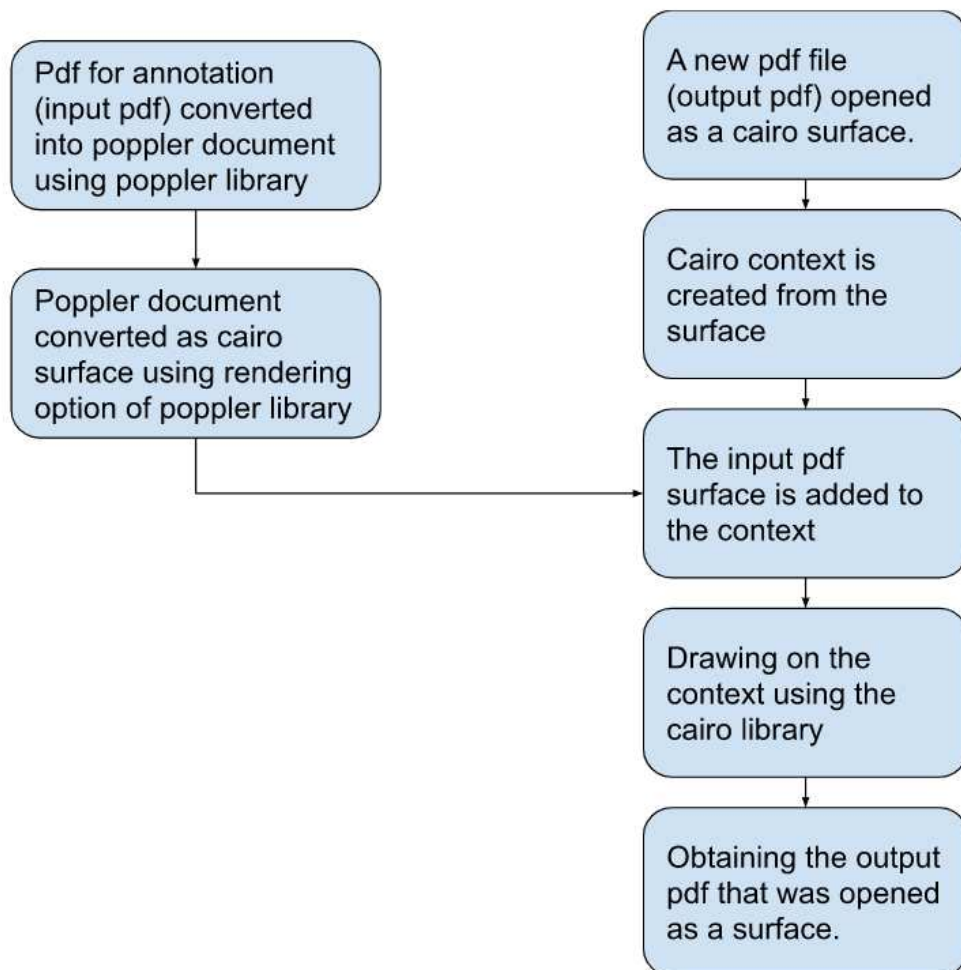 Pdf for annotation
(input pdf) converted
into poppler document
using poppler library
Poppler document
converted as cairo
surface using rendering
option of poppler library
A new pdf file
(output pdf) opened
as a cairo surface.
Cairo context is
created from the
surface
The input pdf
surface is added to
the context
Drawing on the
context using the
cairo library
Obtaining the output
pdf that was opened
as a surface.